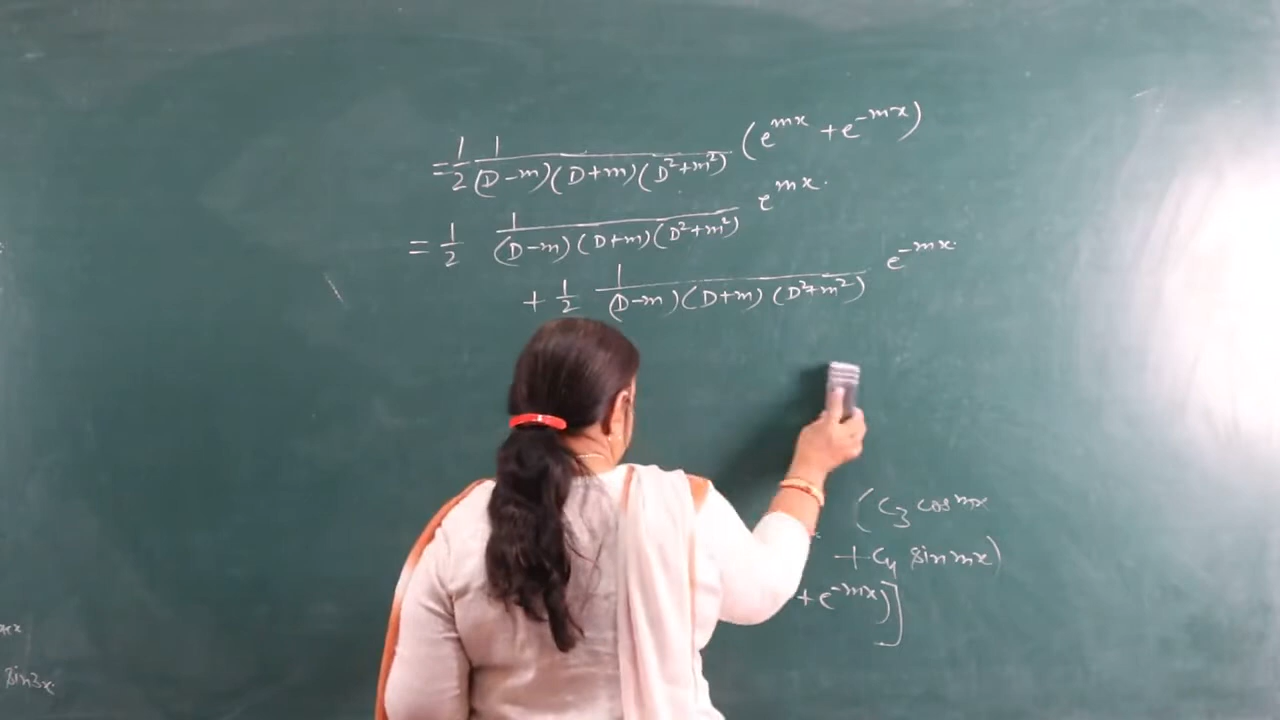 = 1/2 1/((D-m)(D+m)(D²+m²)) (e^{mx} + e^{-mx})
= 1/2 1/((D-m)(D+m)(D²+m²)) e^{mx}.
+ 1/2 1/((D-m)(D+m)(D²+m²)) e^{-mx}.
(C₃ cos mx
+ C₄ sin mx)
+ e^{-mx})]
sin3x.